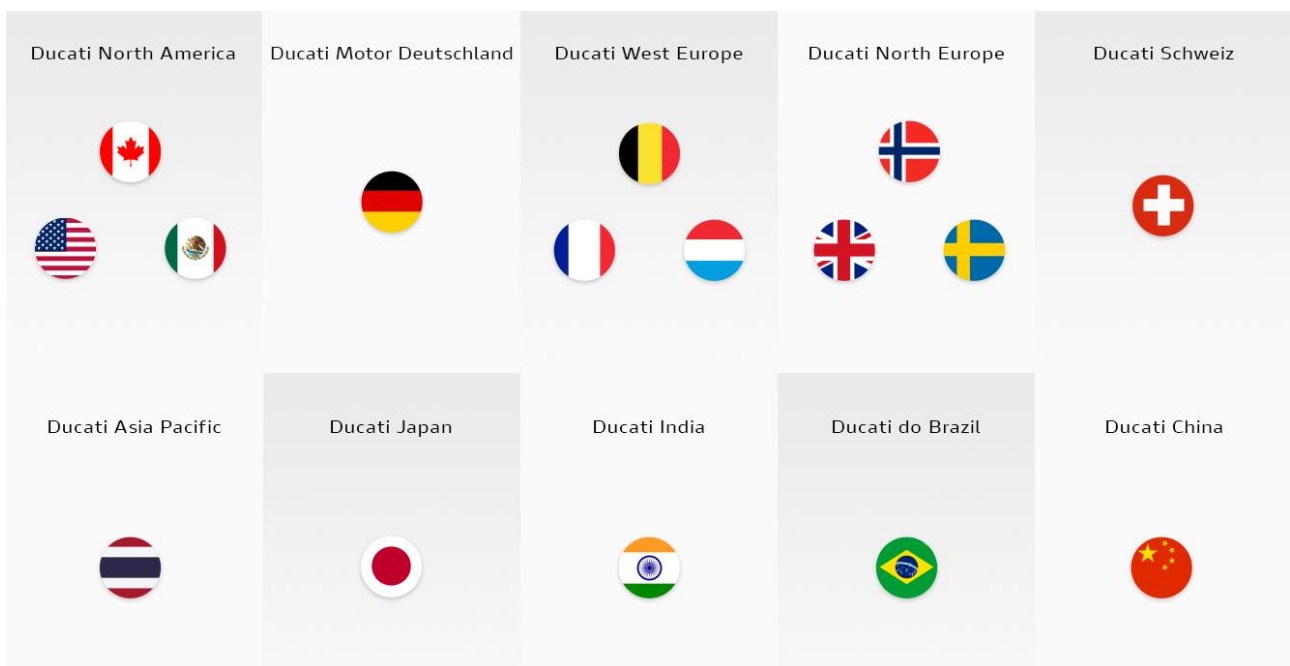 Ducati North America
Ducati Motor Deutschland
Ducati West Europe
Ducati North Europe
Ducati Schweiz
Ducati Asia Pacific
Ducati Japan
Ducati India
Ducati do Brazil
Ducati China